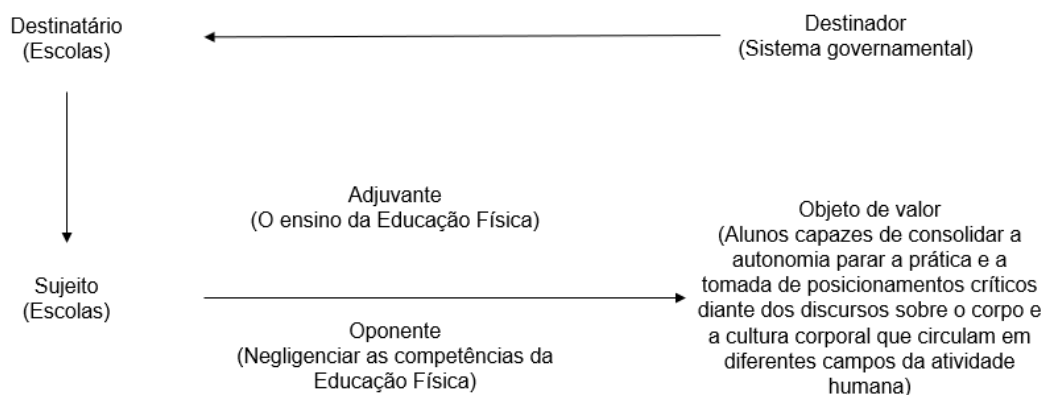 Destinatário
(Escolas)
Destinador
(Sistema governamental)
Adjuvante
(O ensino da Educação Física)
Sujeito
(Escolas)
Oponente
(Negligenciar as competências da
Educação Física)
Objeto de valor
(Alunos capazes de consolidar a
autonomia parar a prática e a
tomada de posicionamentos críticos
diante dos discursos sobre o corpo e
a cultura corporal que circulam em
diferentes campos da atividade
humana)